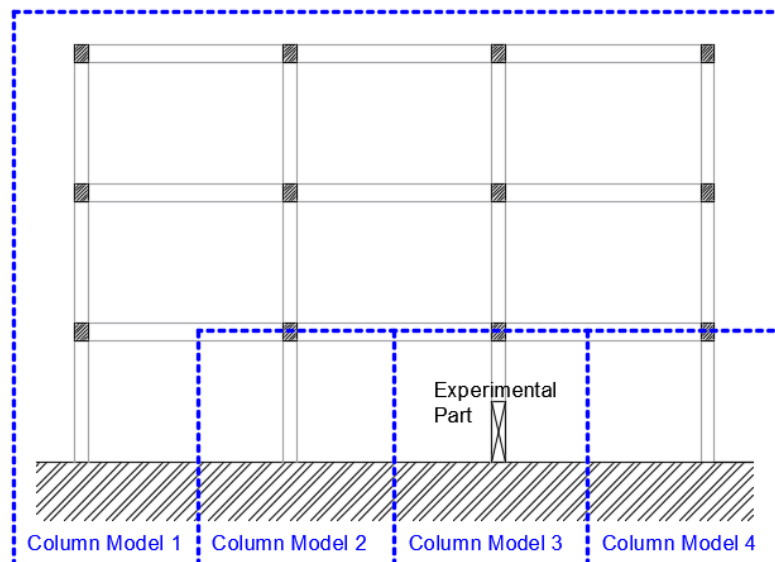 Experimental
Part
Column Model 1
Column Model 2
Column Model 3
Column Model 4